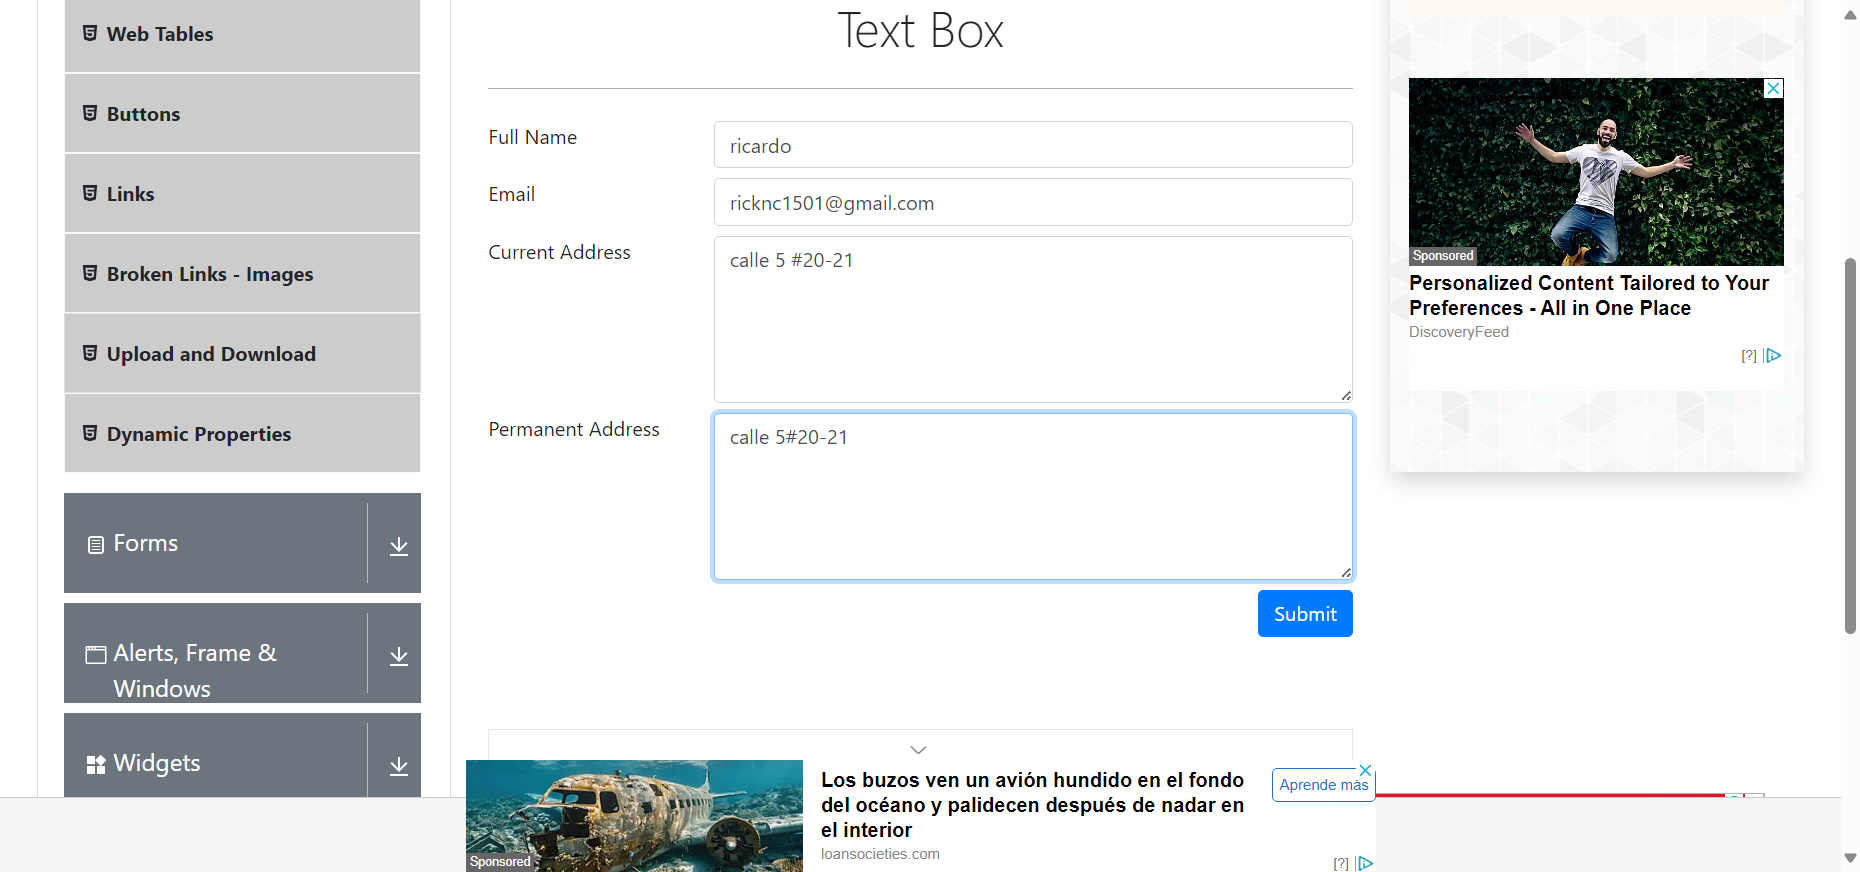 Web Tables
Buttons
Links
Broken Links - Images
Upload and Download
Dynamic Properties
Forms
Alerts, Frame &
Windows
Widgets
Text Box
Full Name
ricardo
Email
ricknc1501@gmail.com
Current Address
calle 5 #20-21
Permanent Address
calle 5#20-21
Submit
Sponsored
Personalized Content Tailored to Your
Preferences - All in One Place
DiscoveryFeed
[?]
Sponsored
Los buzos ven un avión hundido en el fondo
del océano y palidecen después de nadar en
el interior
loansocieties.com
Aprende más
[?]